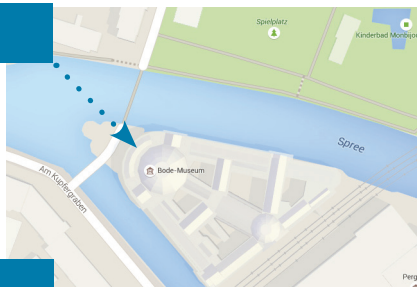 Spielplatz
Kinderbad Monbijou
Spree
Bode-Museum
Am Kupfergraben
Perg